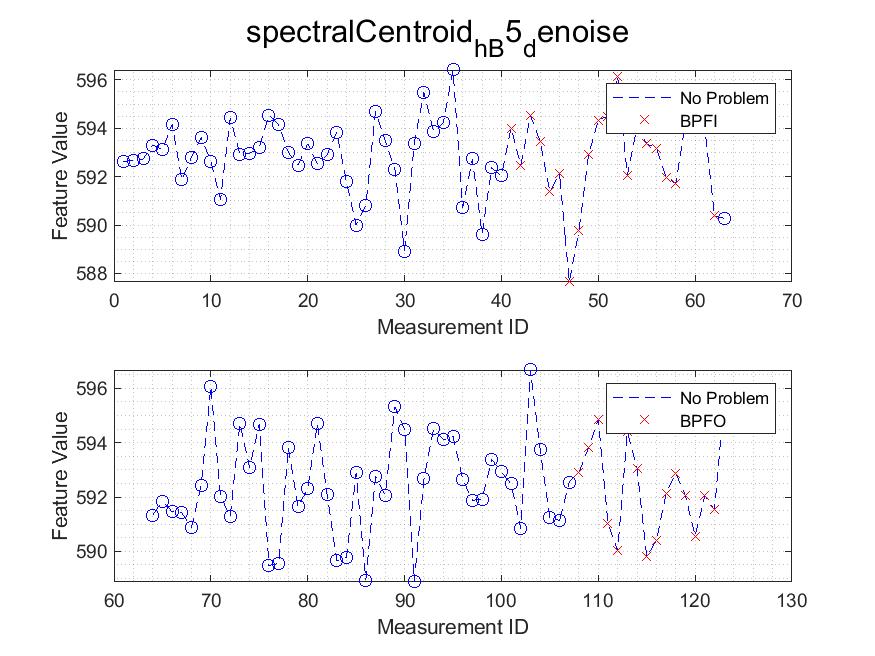 spectralCentroid_hB5_denoise
596
594
592
590
588
Feature Value
No Problem
BPFI
0 10 20 30 40 50 60 70
Measurement ID
596
594
592
590
Feature Value
No Problem
BPFO
60 70 80 90 100 110 120 130
Measurement ID